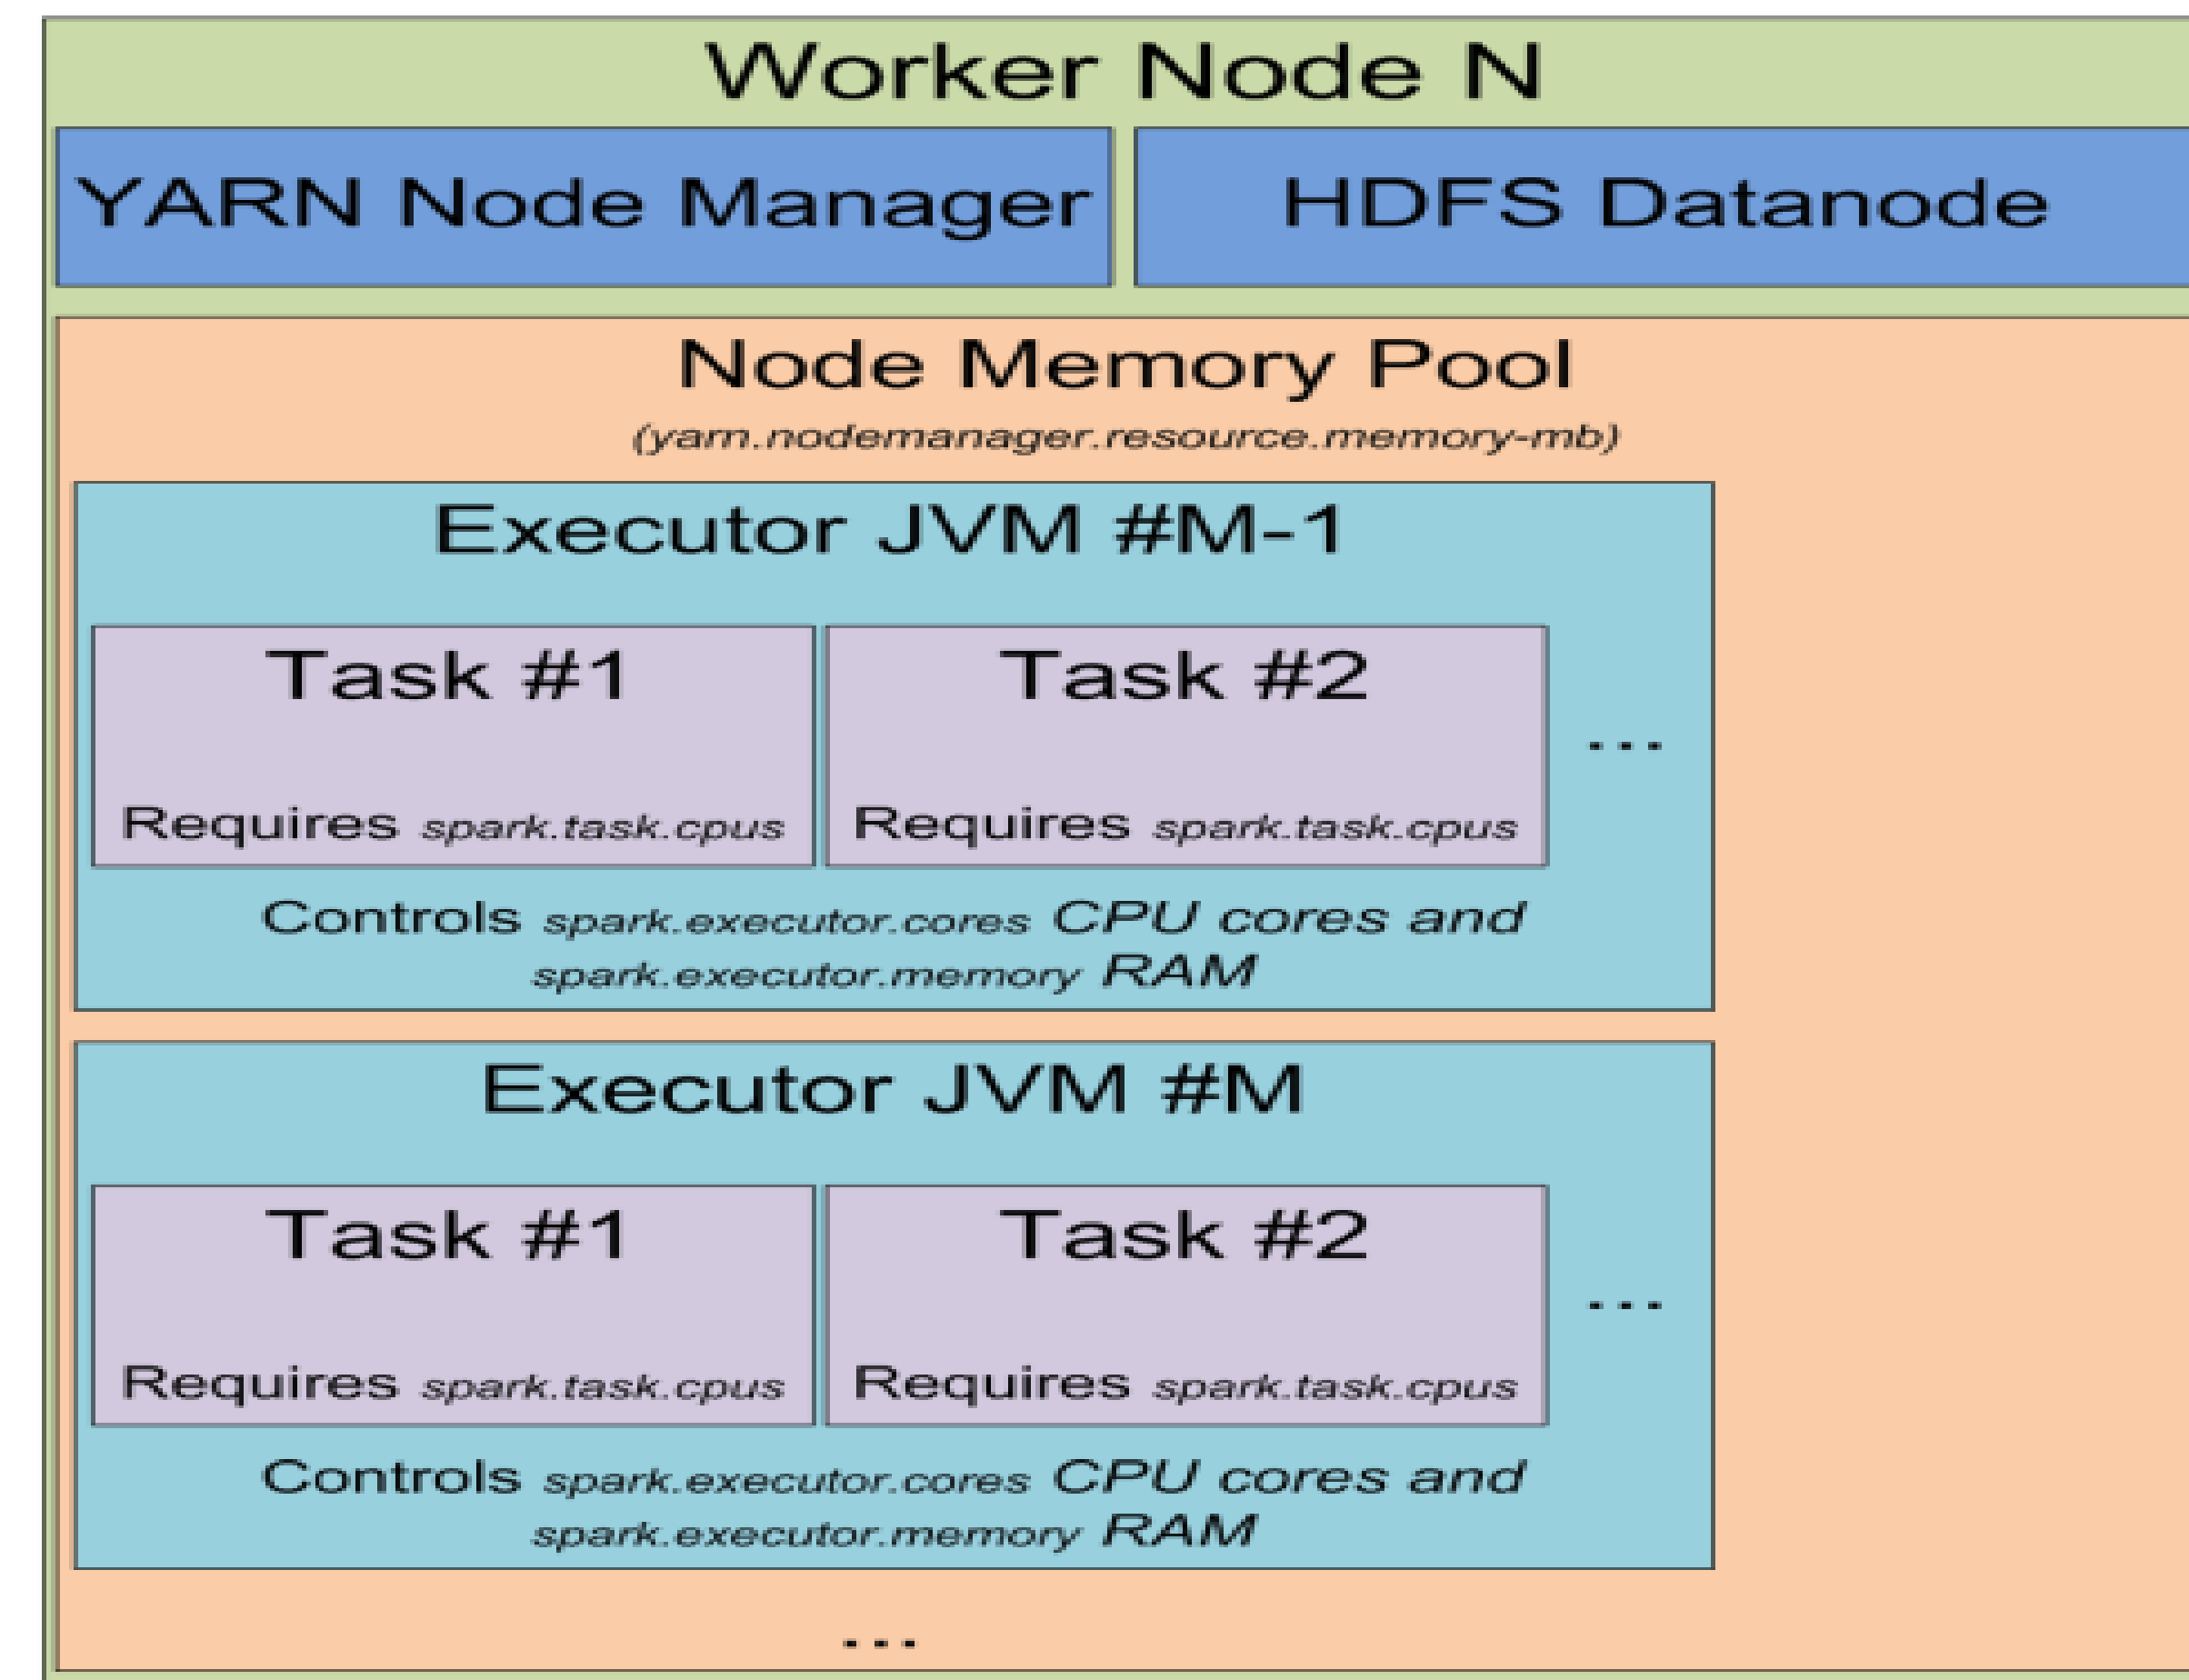 Worker Node N
YARN Node Manager
HDFS Datanode
Node Memory Pool
(yarn.nodemanager.resource.memory-mb)
Executor JVM #M-1
Task #1
Task #2
...
Requires spark.task.cpus
Requires spark.task.cpus
Controls spark.executor.cores CPU cores and
spark.executor.memory RAM
Executor JVM #M
Task #1
Task #2
...
Requires spark.task.cpus
Requires spark.task.cpus
Controls spark.executor.cores CPU cores and
spark.executor.memory RAM
...